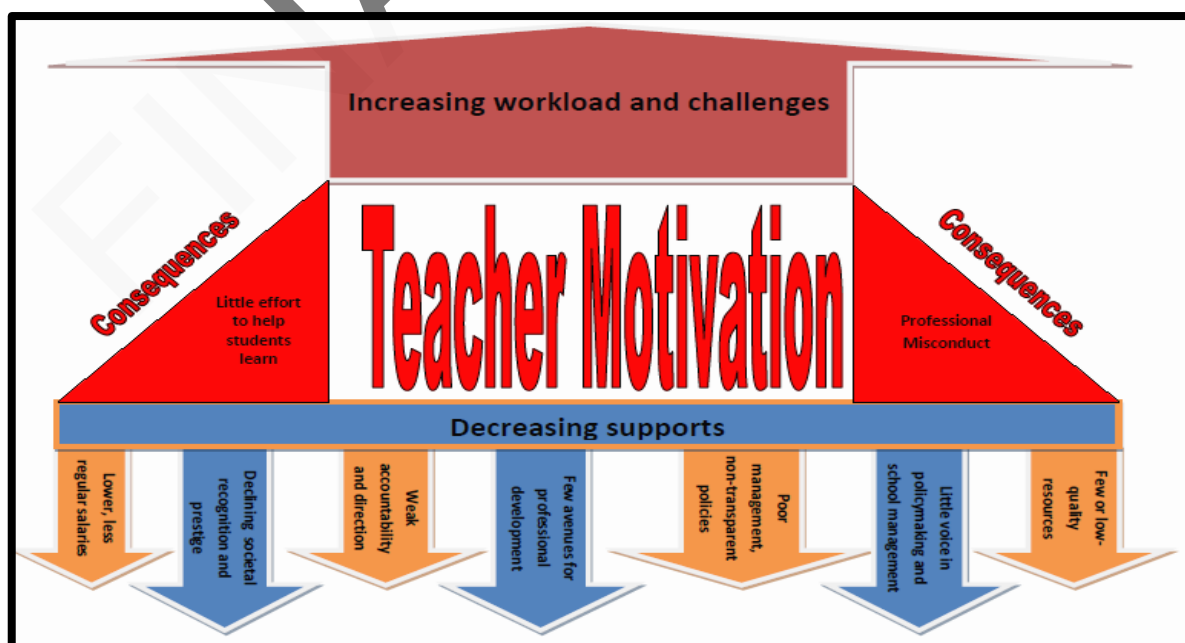 FINA
Increasing workload and challenges
Consequences
Little effort
to help
students
learn
Teacher Motivation
Consequences
Professional
Misconduct
Decreasing supports
Lower, less
regular salaries
Declining societal
recognition and
prestige
Weak
accountability
and direction
Few avenues for
professional
development
Poor
management,
non-transparent
policies
Little voice in
policymaking and
school management
Few or low-
quality
resources